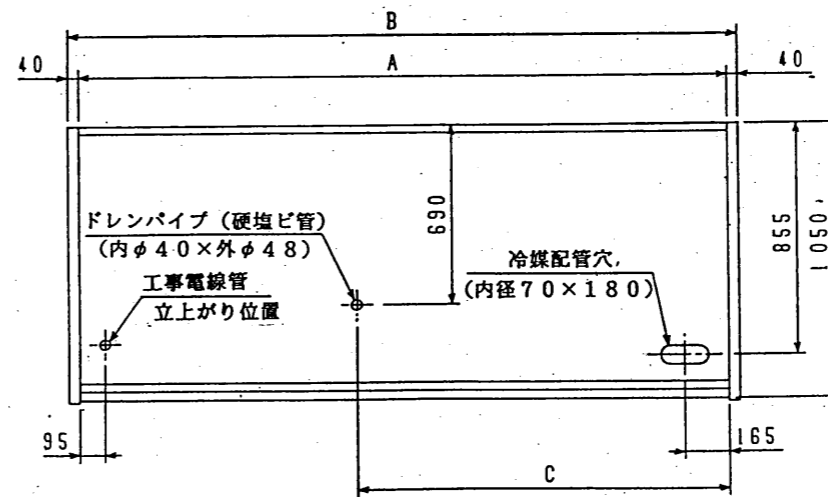 B
40
A
40
ドレンパイプ(硬塩ビ管)
(内φ40×外φ48)
690
855
1050
工事電線管
立上がり位置
冷媒配管穴
(内径70×180)
95
165
C